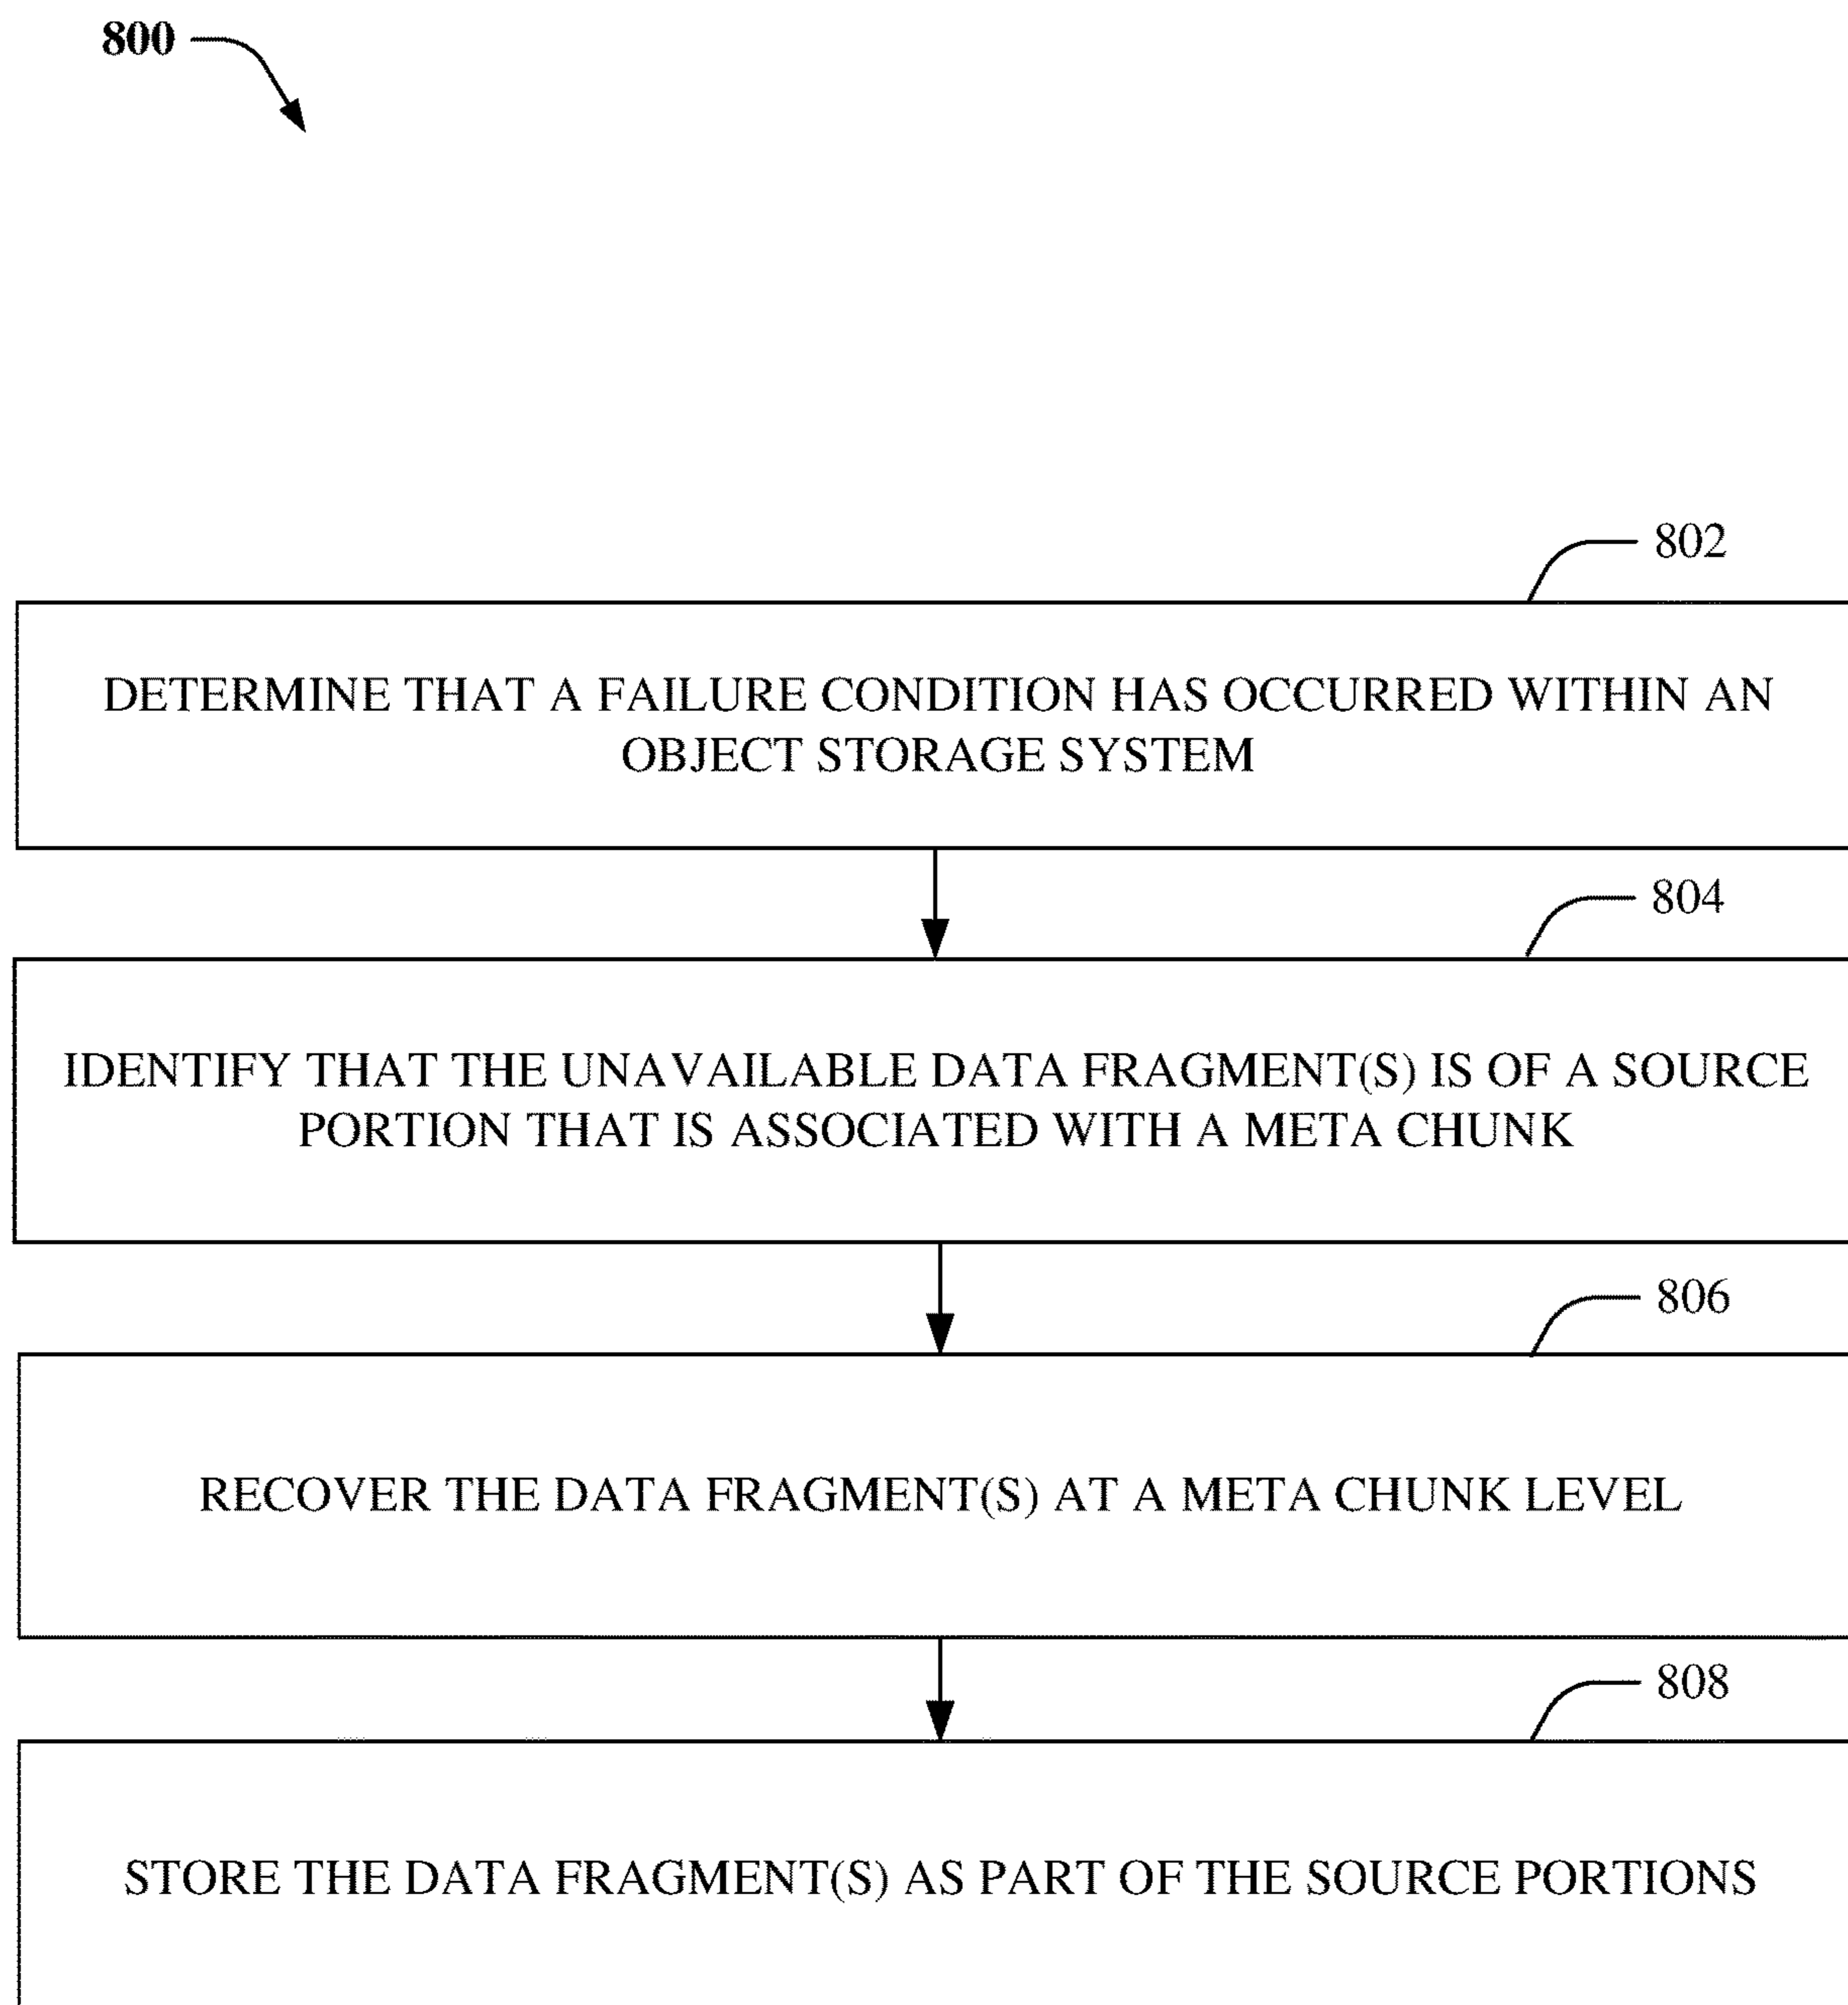 800
802
DETERMINE THAT A FAILURE CONDITION HAS OCCURRED WITHIN AN
OBJECT STORAGE SYSTEM
804
IDENTIFY THAT THE UNAVAILABLE DATA FRAGMENT(S) IS OF A SOURCE
PORTION THAT IS ASSOCIATED WITH A META CHUNK
806
RECOVER THE DATA FRAGMENT(S) AT A META CHUNK LEVEL
808
STORE THE DATA FRAGMENT(S) AS PART OF THE SOURCE PORTIONS